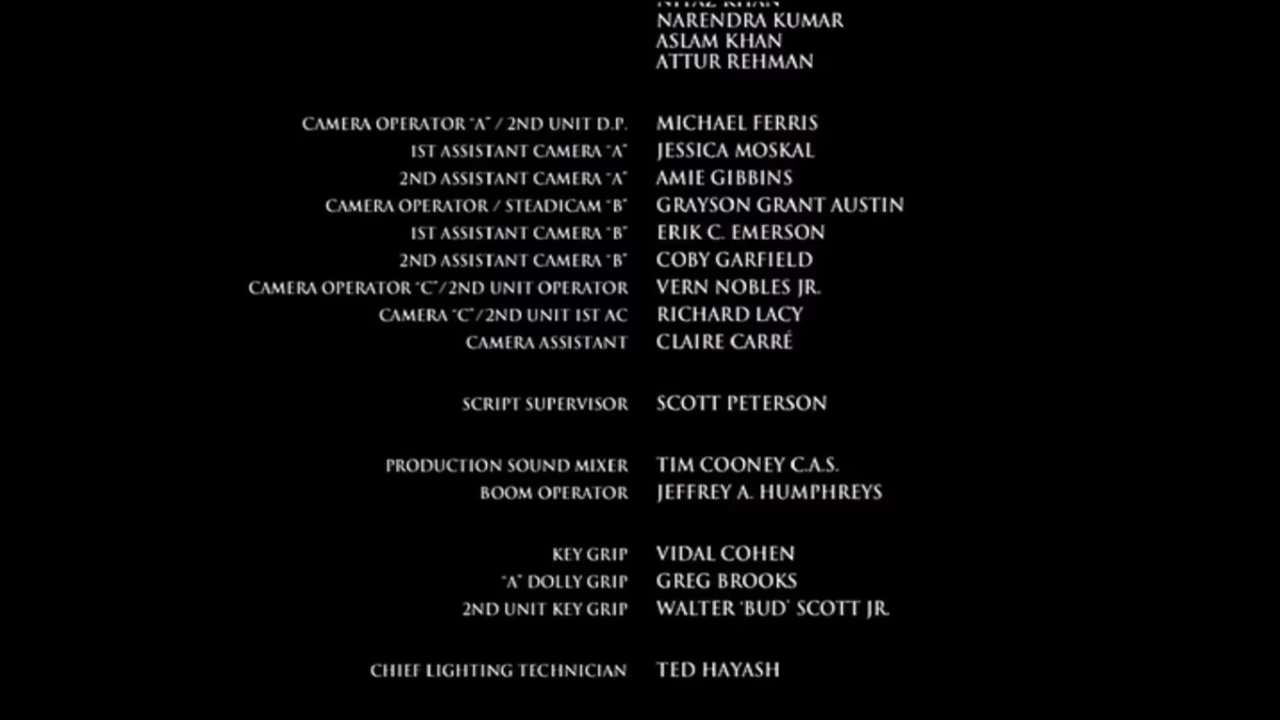 NARENDRA KUMAR
ASLAM KHAN
ATTUR REHMAN
CAMERA OPERATOR "A" / 2ND UNIT D.P. MICHAEL FERRIS
1ST ASSISTANT CAMERA "A" JESSICA MOSKAL
2ND ASSISTANT CAMERA "A" AMIE GIBBINS
CAMERA OPERATOR / STEADICAM "B" GRAYSON GRANT AUSTIN
1ST ASSISTANT CAMERA "B" ERIK C. EMERSON
2ND ASSISTANT CAMERA "B" COBY GARFIELD
CAMERA OPERATOR "C"/2ND UNIT OPERATOR VERN NOBLES JR.
CAMERA "C"/2ND UNIT 1ST AC RICHARD LACY
CAMERA ASSISTANT CLAIRE CARRÉ
SCRIPT SUPERVISOR SCOTT PETERSON
PRODUCTION SOUND MIXER TIM COONEY C.A.S.
BOOM OPERATOR JEFFREY A. HUMPHREYS
KEY GRIP VIDAL COHEN
"A" DOLLY GRIP GREG BROOKS
2ND UNIT KEY GRIP WALTER 'BUD' SCOTT JR.
CHIEF LIGHTING TECHNICIAN TED HAYASH